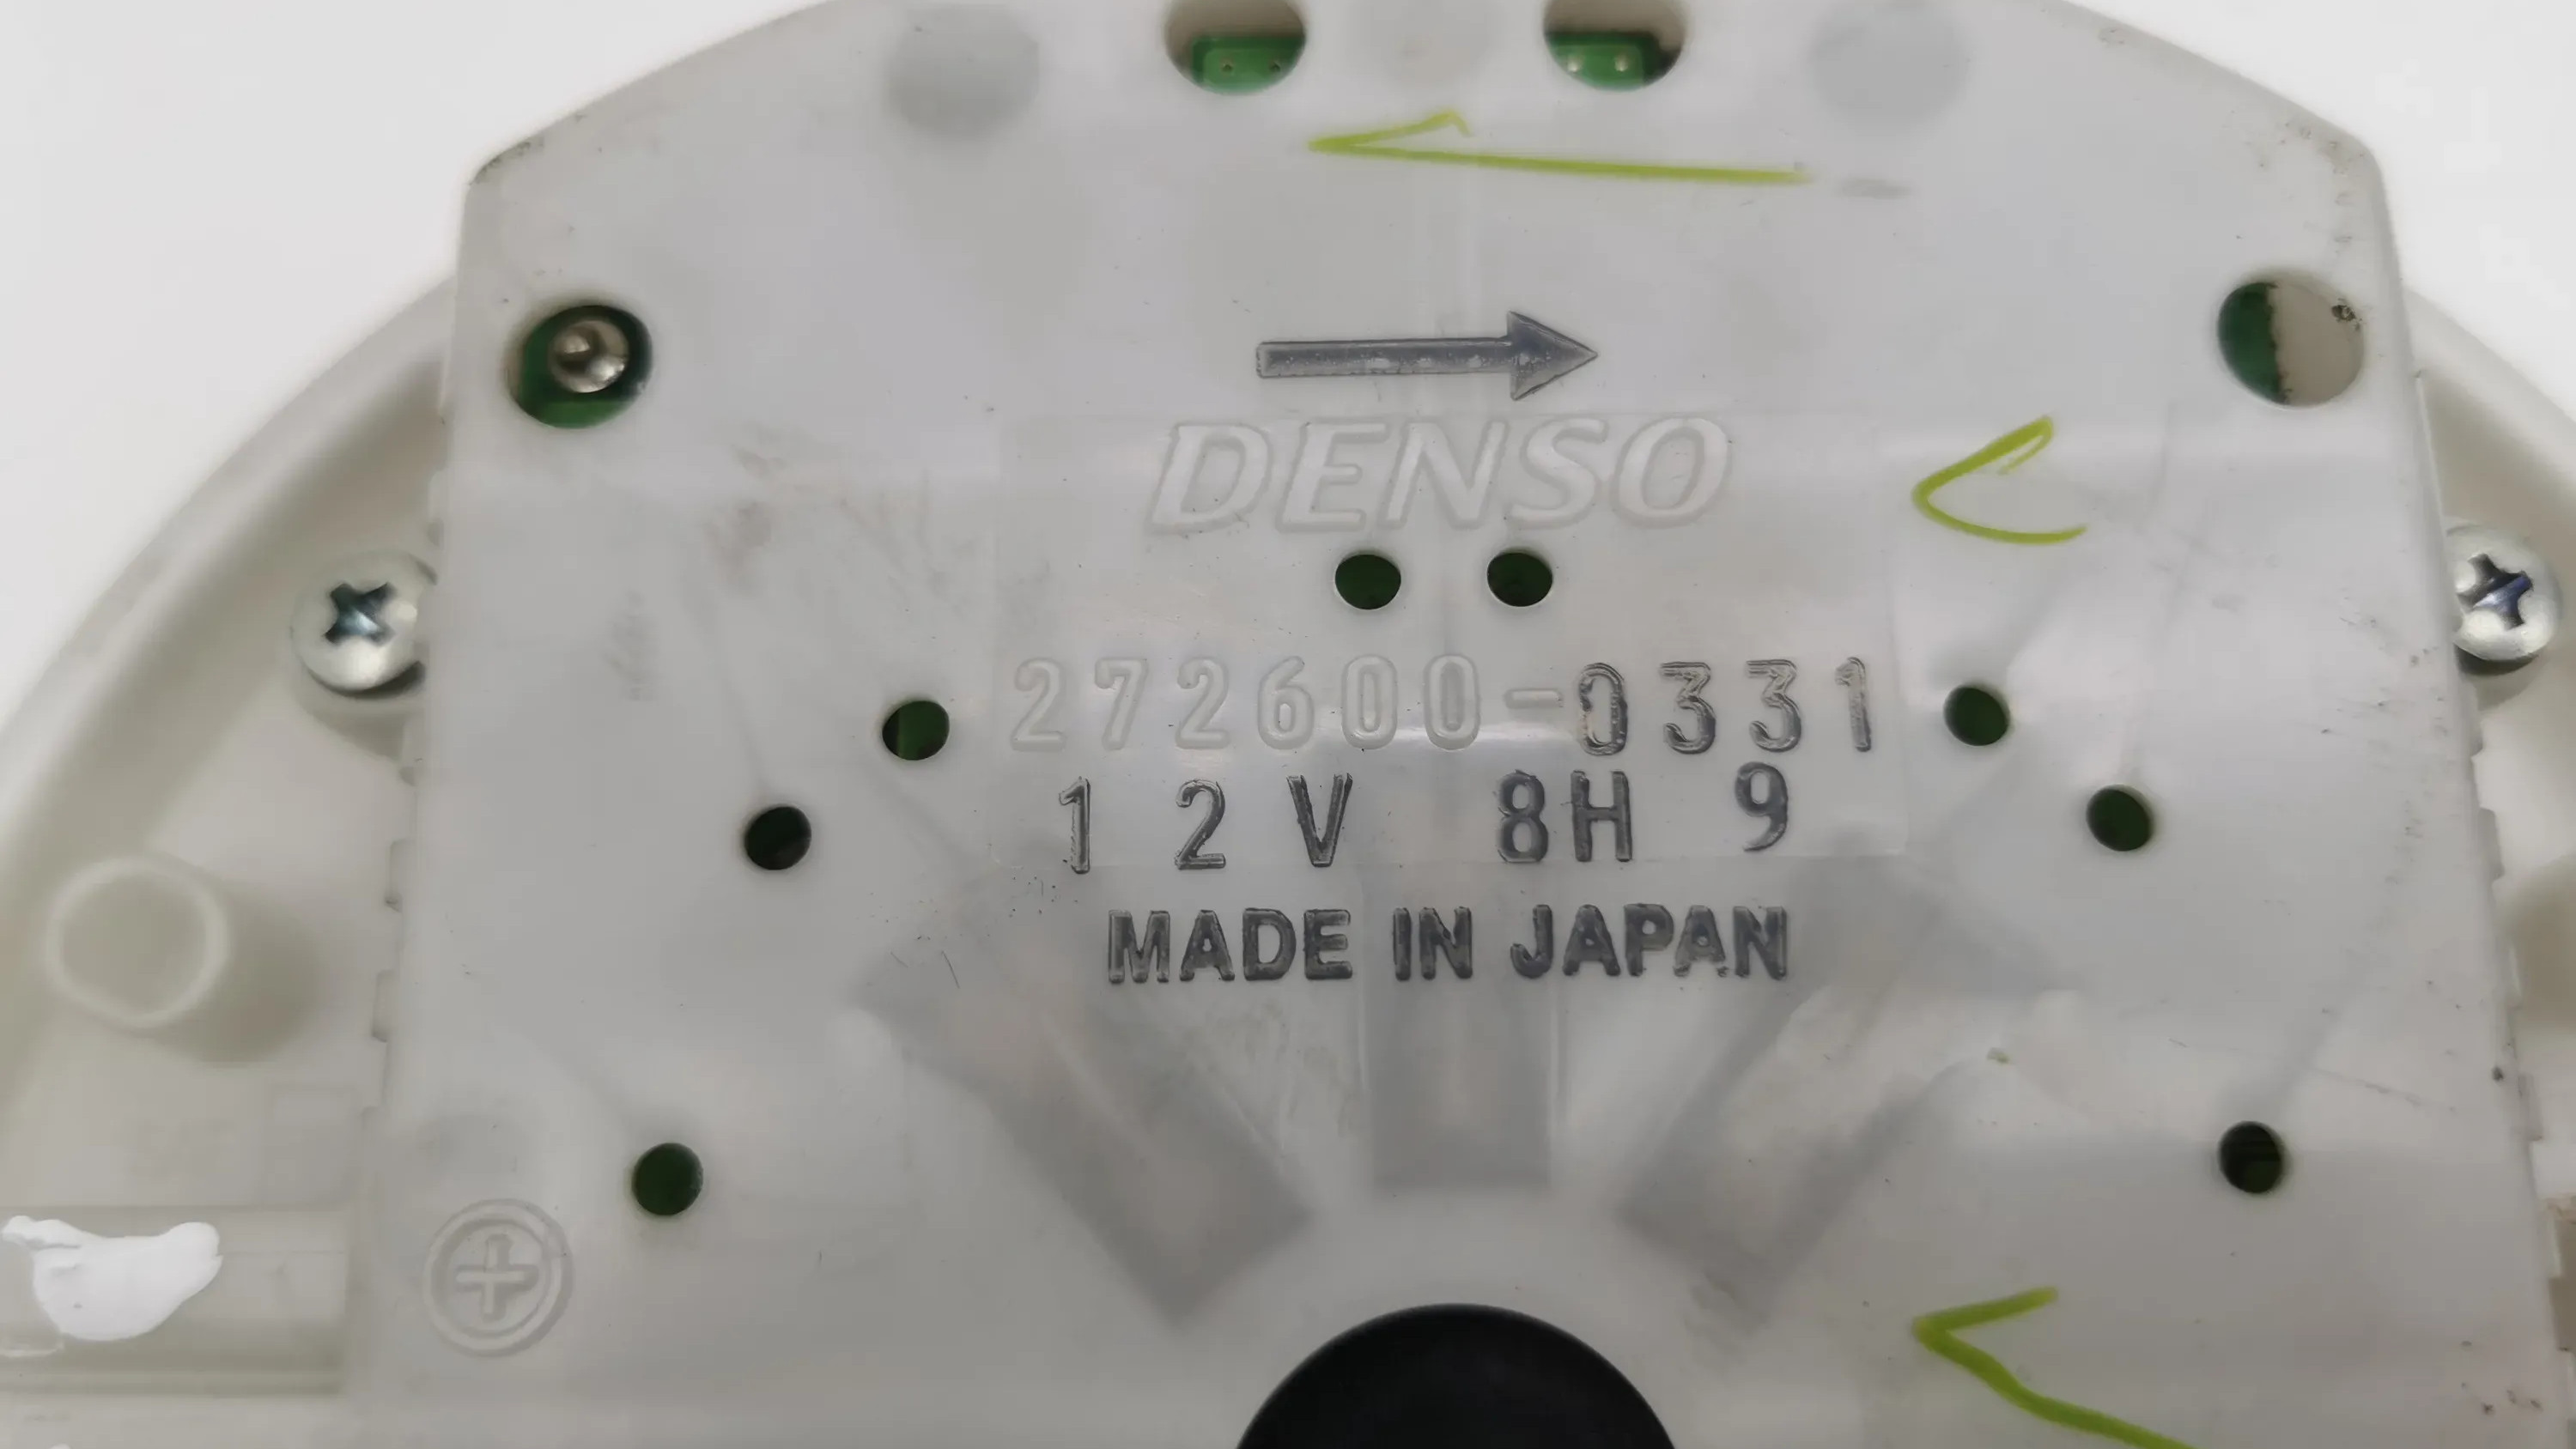 DENSO
272600-0331
12V 8H 9
MADE IN JAPAN